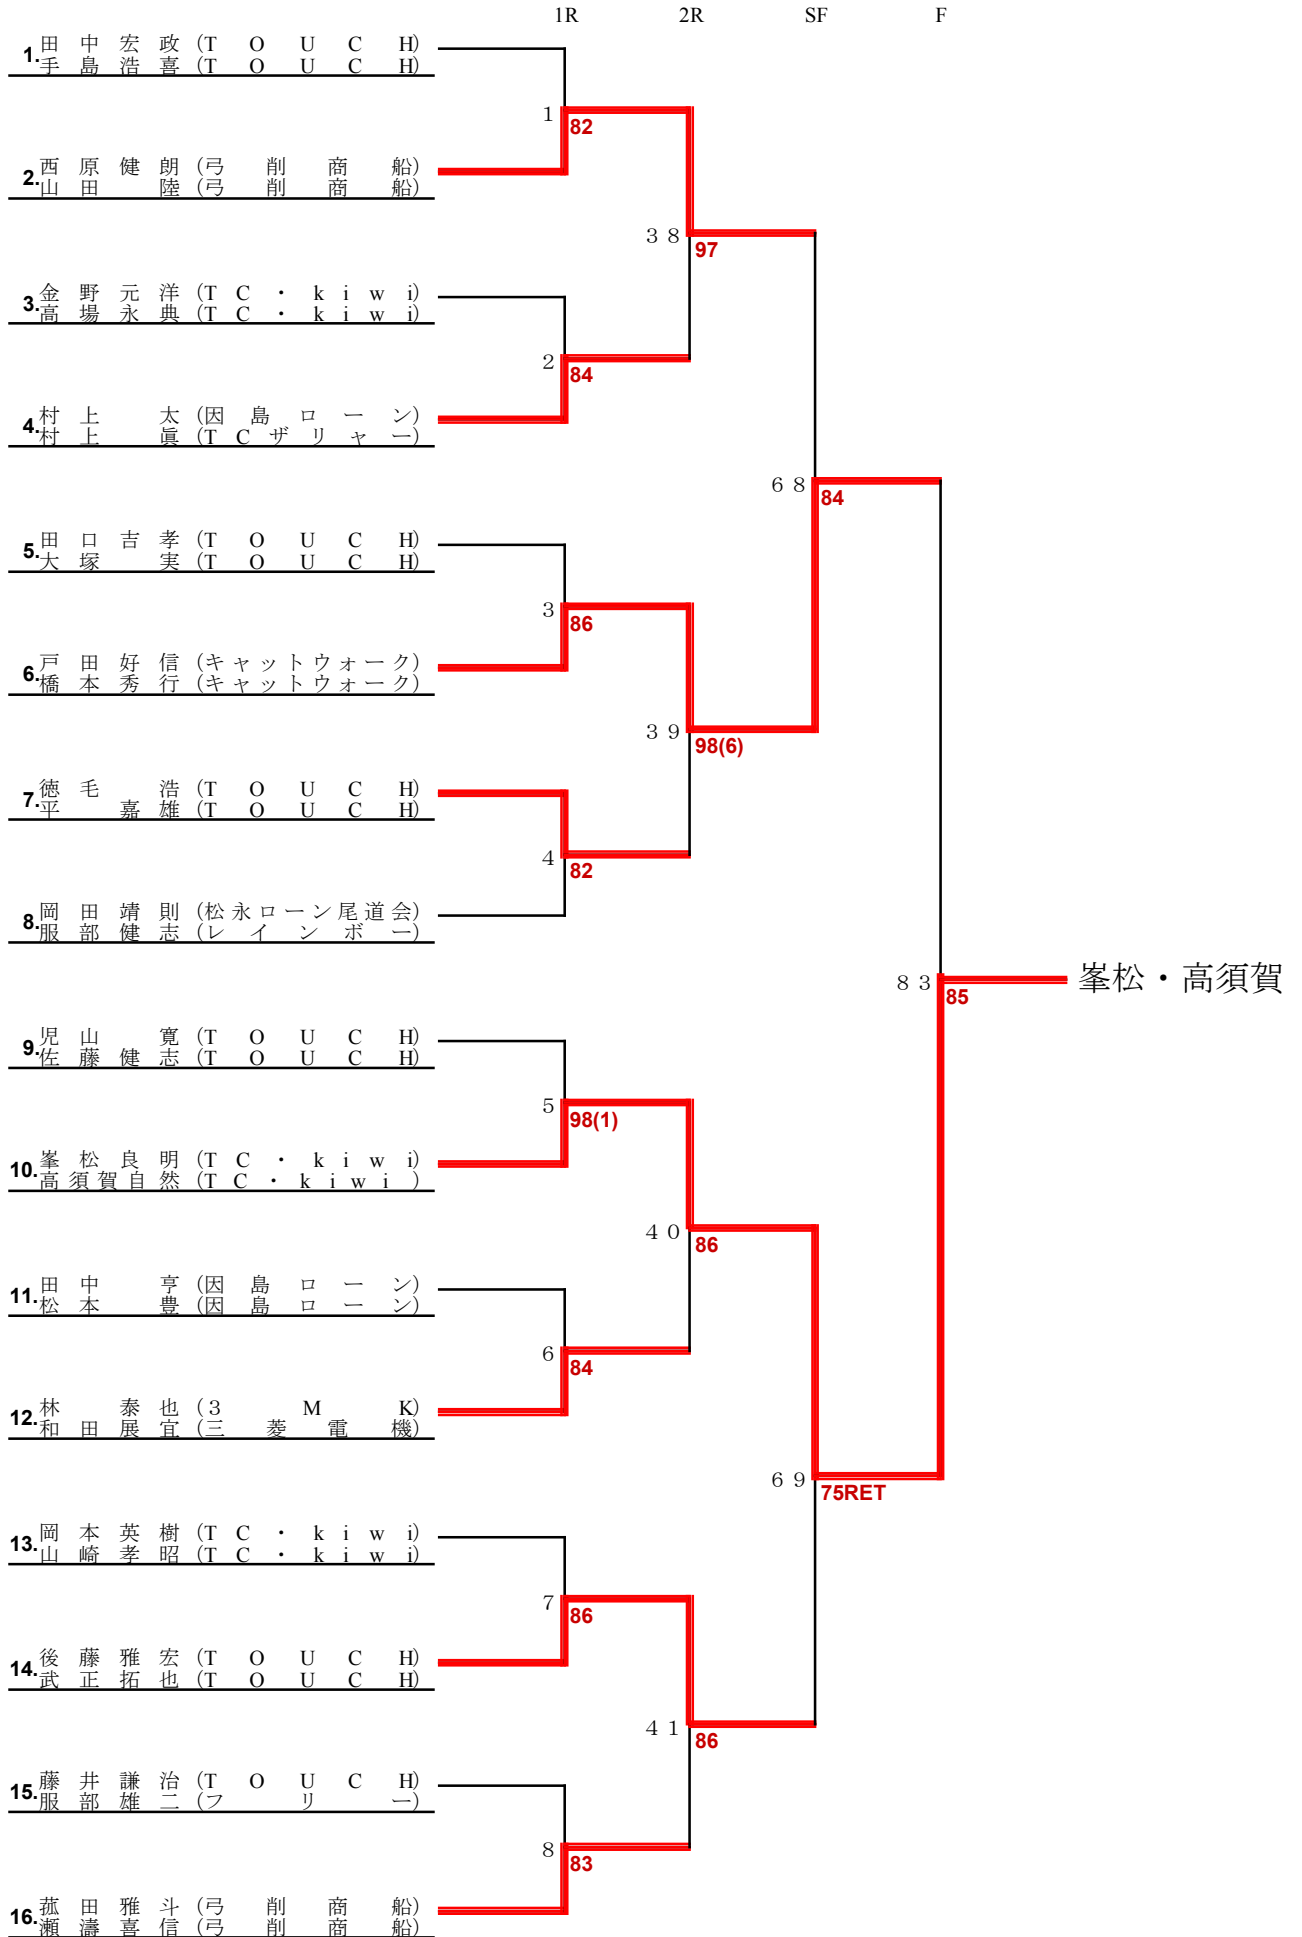 1R 2R SF F
1. 田中宏政 (TOUCH)
手島浩喜 (TOUCH)
1
82
2. 西原健朗 (弓削商船)
山田 陸 (弓削商船)
38
97
3. 金野元洋 (TC・kiwi)
高場永典 (TC・kiwi)
2
84
4. 村上 太 (因島ローン)
村上 眞 (TCザリャー)
68
84
5. 田口吉孝 (TOUCH)
大塚 実 (TOUCH)
3
86
6. 戸田好信 (キャットウォーク)
橋本秀行 (キャットウォーク)
39
98(6)
7. 徳毛 浩 (TOUCH)
平 嘉雄 (TOUCH)
4
82
8. 岡田靖則 (松永ローン尾道会)
服部健志 (レインボー)
83
85
峯松・高須賀
9. 児山 寛 (TOUCH)
佐藤健志 (TOUCH)
5
98(1)
10. 峯松良明 (TC・kiwi)
高須賀自然 (TC・kiwi)
40
86
11. 田中 亨 (因島ローン)
松本 豊 (因島ローン)
6
84
12. 林 泰也 (3MK)
和田展宜 (三菱電機)
69
75RET
13. 岡本英樹 (TC・kiwi)
山崎孝昭 (TC・kiwi)
7
86
14. 後藤雅宏 (TOUCH)
武正拓也 (TOUCH)
41
86
15. 藤井謙治 (TOUCH)
服部雄二 (フリー)
8
83
16. 菰田雅斗 (弓削商船)
瀬濤喜信 (弓削商船)